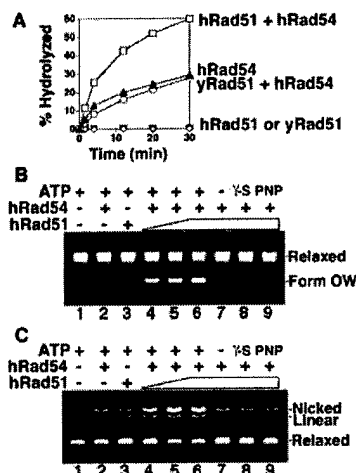 A
% Hydrolyzed
60
50
40
30
20
10
0
0 10 20 30
Time (min)
hRad51 + hRad54
hRad54
yRad51 + hRad54
hRad51 or yRad51
B
ATP + + + + + + - γ-S PNP
hRad54 - + - + + + + + +
hRad51 - - +
Relaxed
Form OW
1 2 3 4 5 6 7 8 9
C
ATP + + + + + + - γ-S PNP
hRad54 - + - + + + + + +
hRad51 - - +
Nicked
Linear
Relaxed
1 2 3 4 5 6 7 8 9